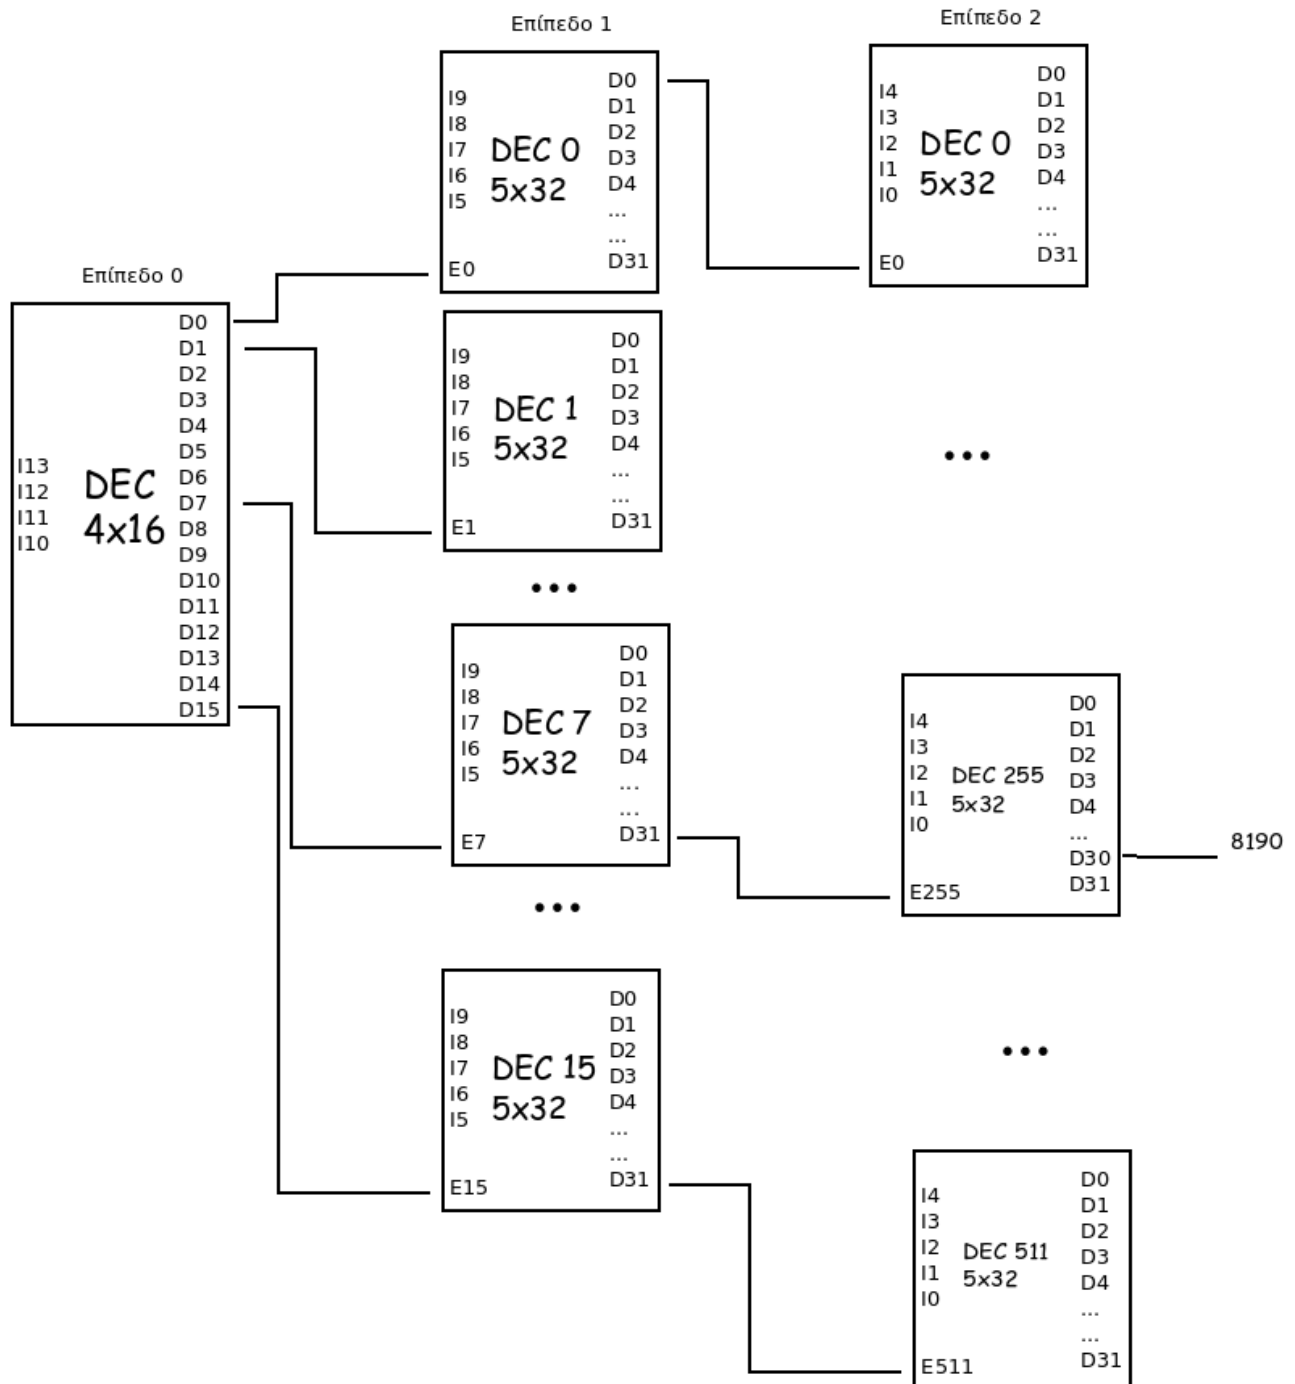 Επίπεδο 0
I13
I12
I11
I10
DEC
4x16
D0
D1
D2
D3
D4
D5
D6
D7
D8
D9
D10
D11
D12
D13
D14
D15
Επίπεδο 1
I9
I8
I7
I6
I5
E0
DEC 0
5x32
D0
D1
D2
D3
D4
...
...
D31
I9
I8
I7
I6
I5
E1
DEC 1
5x32
D0
D1
D2
D3
D4
...
...
D31
I9
I8
I7
I6
I5
E7
DEC 7
5x32
D0
D1
D2
D3
D4
...
...
D31
I9
I8
I7
I6
I5
E15
DEC 15
5x32
D0
D1
D2
D3
D4
...
...
D31
Επίπεδο 2
I4
I3
I2
I1
I0
E0
DEC 0
5x32
D0
D1
D2
D3
D4
...
...
D31
I4
I3
I2
I1
I0
E255
DEC 255
5x32
D0
D1
D2
D3
D4
...
D30
D31
8190
I4
I3
I2
I1
I0
E511
DEC 511
5x32
D0
D1
D2
D3
D4
...
...
D31